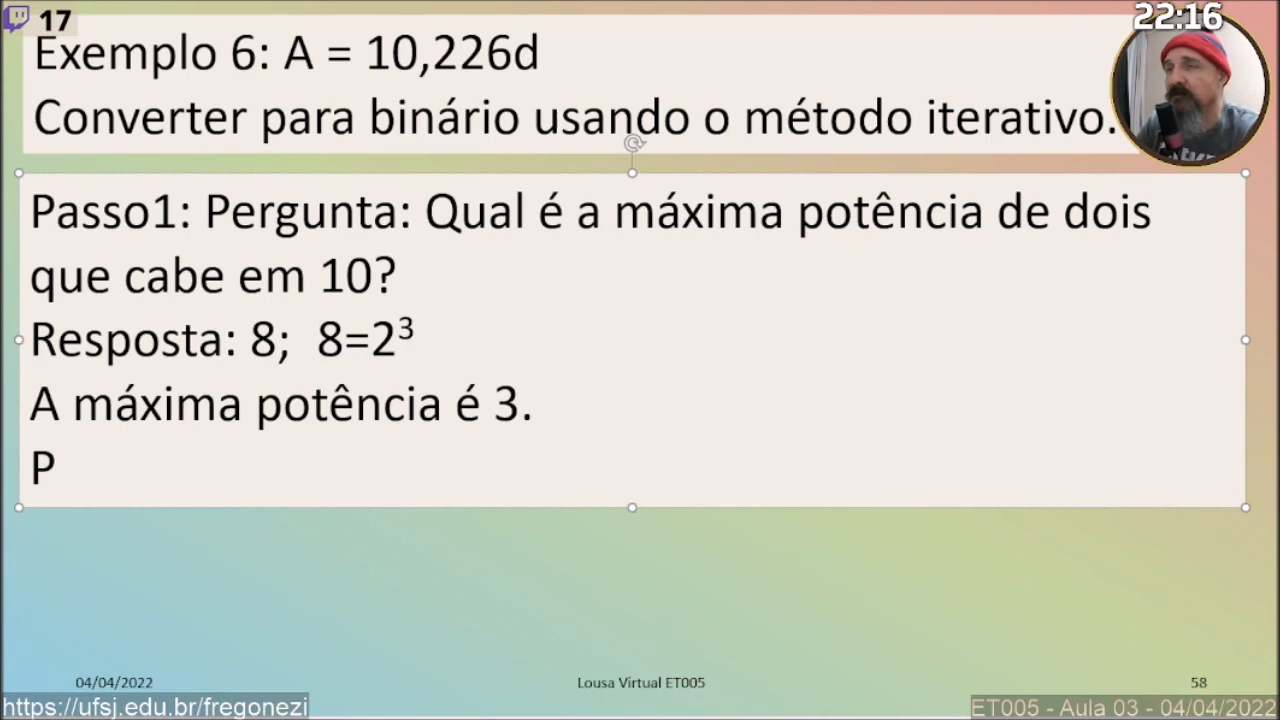 17
22:16
Exemplo 6: A = 10,226d
Converter para binário usando o método iterativo.
Passo1: Pergunta: Qual é a máxima potência de dois
que cabe em 10?
Resposta: 8;  8=2³
A máxima potência é 3.
P
04/04/2022
Lousa Virtual ET005
58
https://ufsj.edu.br/fregonezi
ET005 - Aula 03 - 04/04/2022